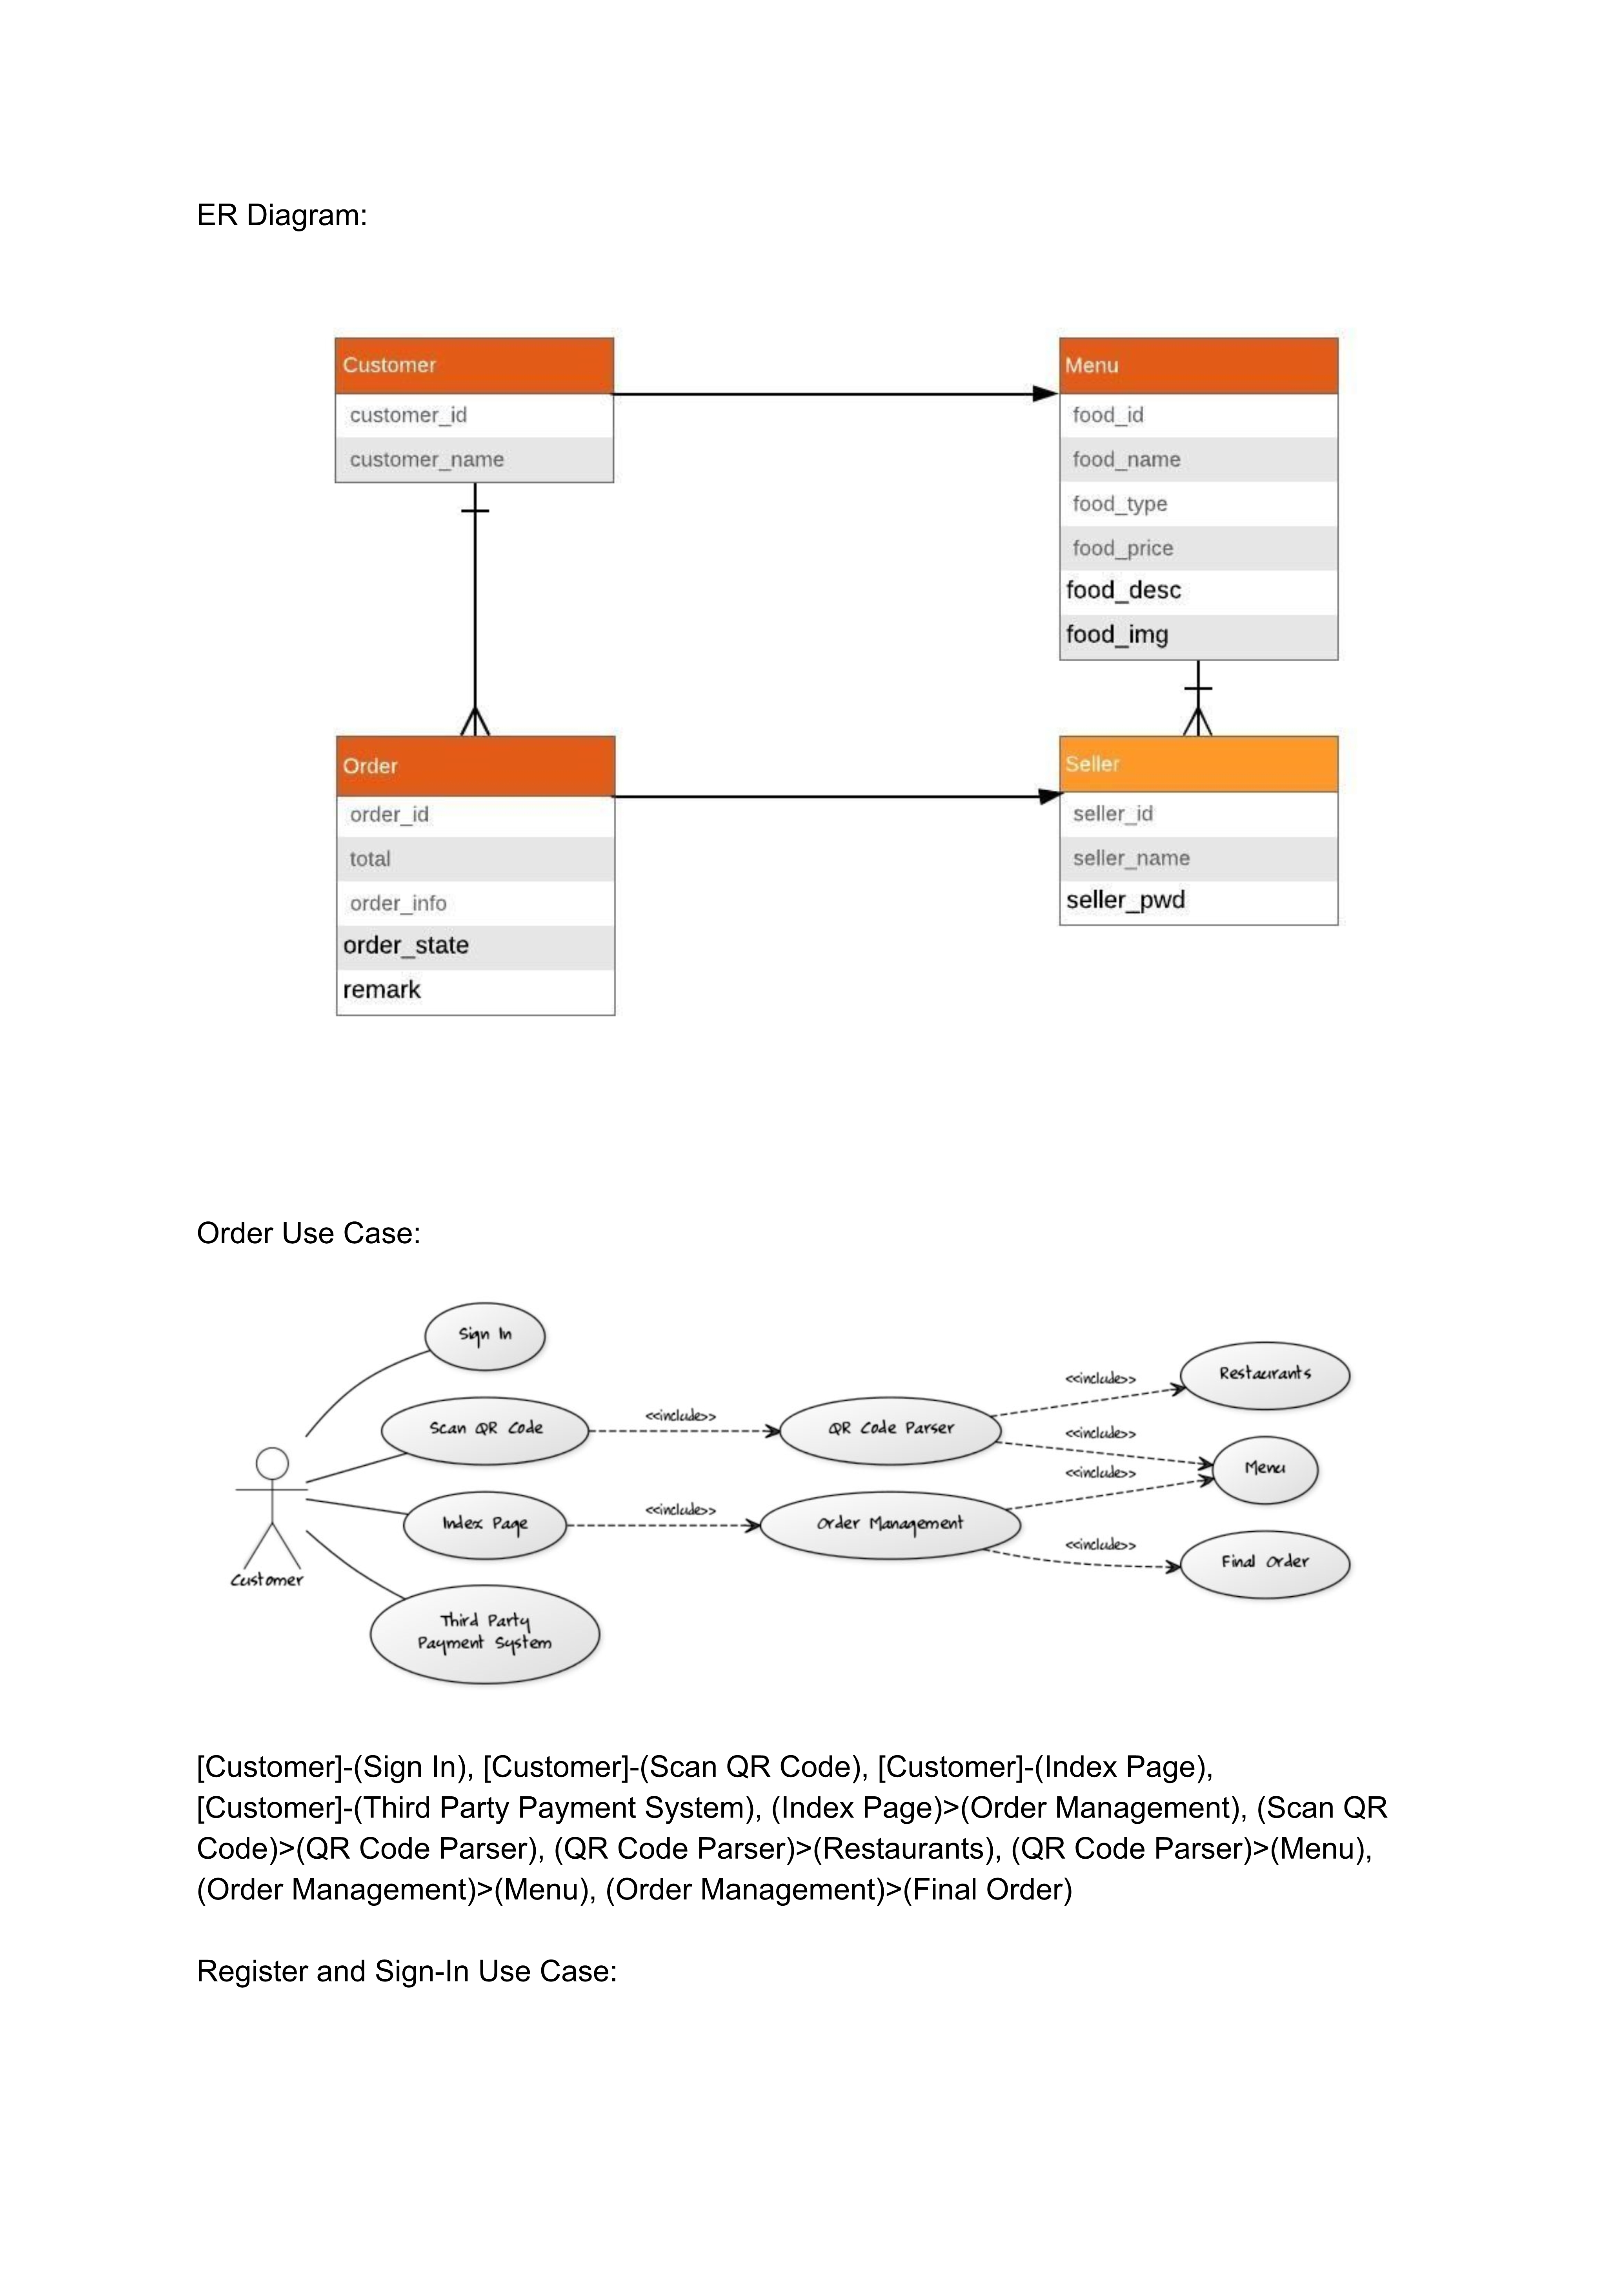 ER Diagram:
Customer
customer_id
customer_name
Menu
food_id
food_name
food_type
food_price
food_desc
food_img
Order
order_id
total
order_info
order_state
remark
Seller
seller_id
seller_name
seller_pwd
Order Use Case:
Sign In
Scan QR Code
<<include>>
QR Code Parser
<<include>>
Restaurants
<<include>>
Menu
<<include>>
Index Page
<<include>>
Order Management
<<include>>
Final Order
Customer
Third Party
Payment System
[Customer]-(Sign In), [Customer]-(Scan QR Code), [Customer]-(Index Page),
[Customer]-(Third Party Payment System), (Index Page)>(Order Management), (Scan QR
Code)>(QR Code Parser), (QR Code Parser)>(Restaurants), (QR Code Parser)>(Menu),
(Order Management)>(Menu), (Order Management)>(Final Order)
Register and Sign-In Use Case: